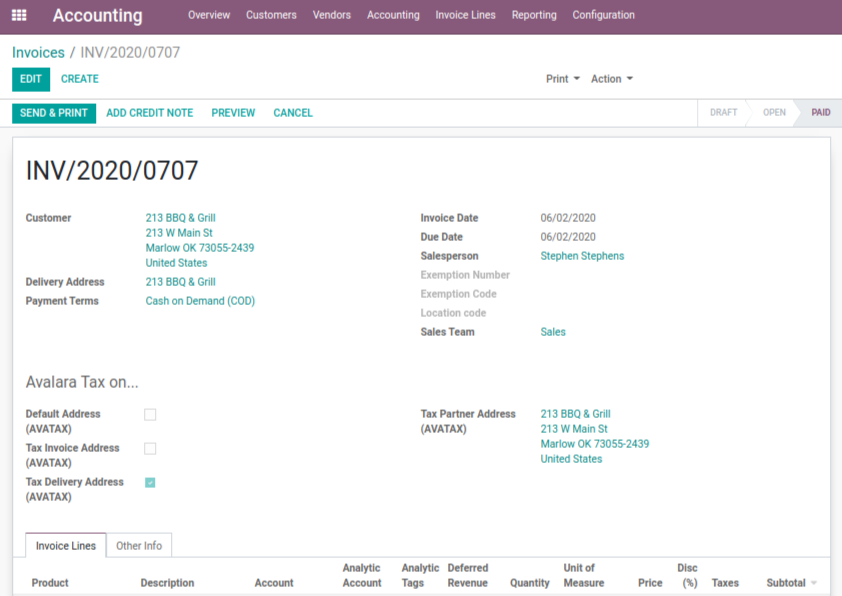 Accounting Overview Customers Vendors Accounting Invoice Lines Reporting Configuration
Invoices / INV/2020/0707
EDIT CREATE Print Action
SEND & PRINT ADD CREDIT NOTE PREVIEW CANCEL DRAFT OPEN PAID
INV/2020/0707
Customer 213 BBQ & Grill
213 W Main St
Marlow OK 73055-2439
United States
Delivery Address 213 BBQ & Grill
Payment Terms Cash on Demand (COD)
Invoice Date 06/02/2020
Due Date 06/02/2020
Salesperson Stephen Stephens
Exemption Number
Exemption Code
Location code
Sales Team Sales
Avalara Tax on...
Default Address
(AVATAX)
Tax Invoice Address
(AVATAX)
Tax Delivery Address
(AVATAX)
Tax Partner Address 213 BBQ & Grill
(AVATAX) 213 W Main St
Marlow OK 73055-2439
United States
Invoice Lines Other Info
Analytic Analytic Deferred Unit of Disc
Product Description Account Account Tags Revenue Quantity Measure Price (%) Taxes Subtotal